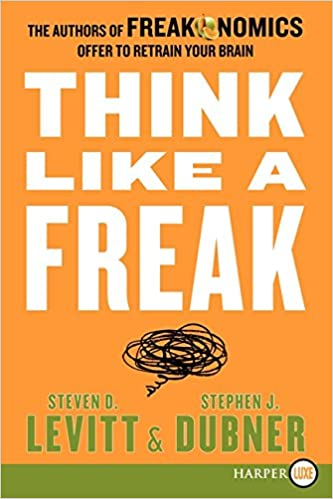 THE AUTHORS OF FREAKONOMICS
OFFER TO RETRAIN YOUR BRAIN
THINK
LIKE A
FREAK
STEVEN D. STEPHEN J.
LEVITT & DUBNER
HARPER LUXE